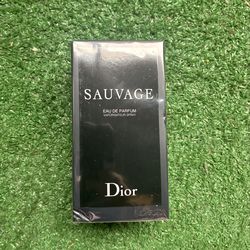 SAUVAGE
EAU DE PARFUM
VAPORISATEUR SPRAY
Dior